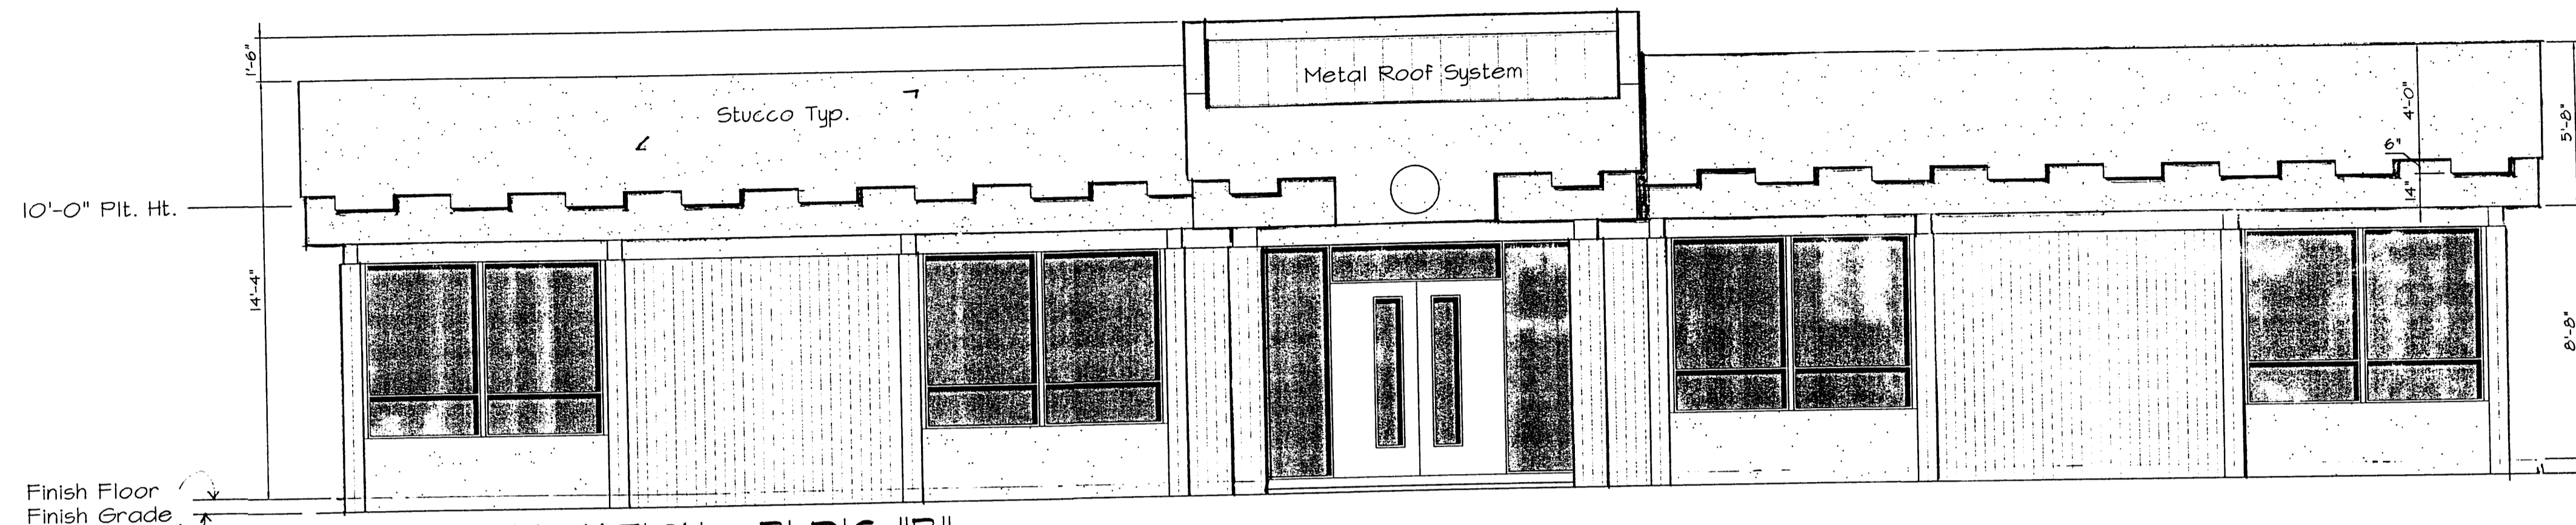 1'-6"
Metal Roof System
Stucco Typ.
4'-0"
5'-8"
6"
14"
10'-0" Plt. Ht.
14'-4"
8'-8"
Finish Floor
Finish Grade
BLDG "B"